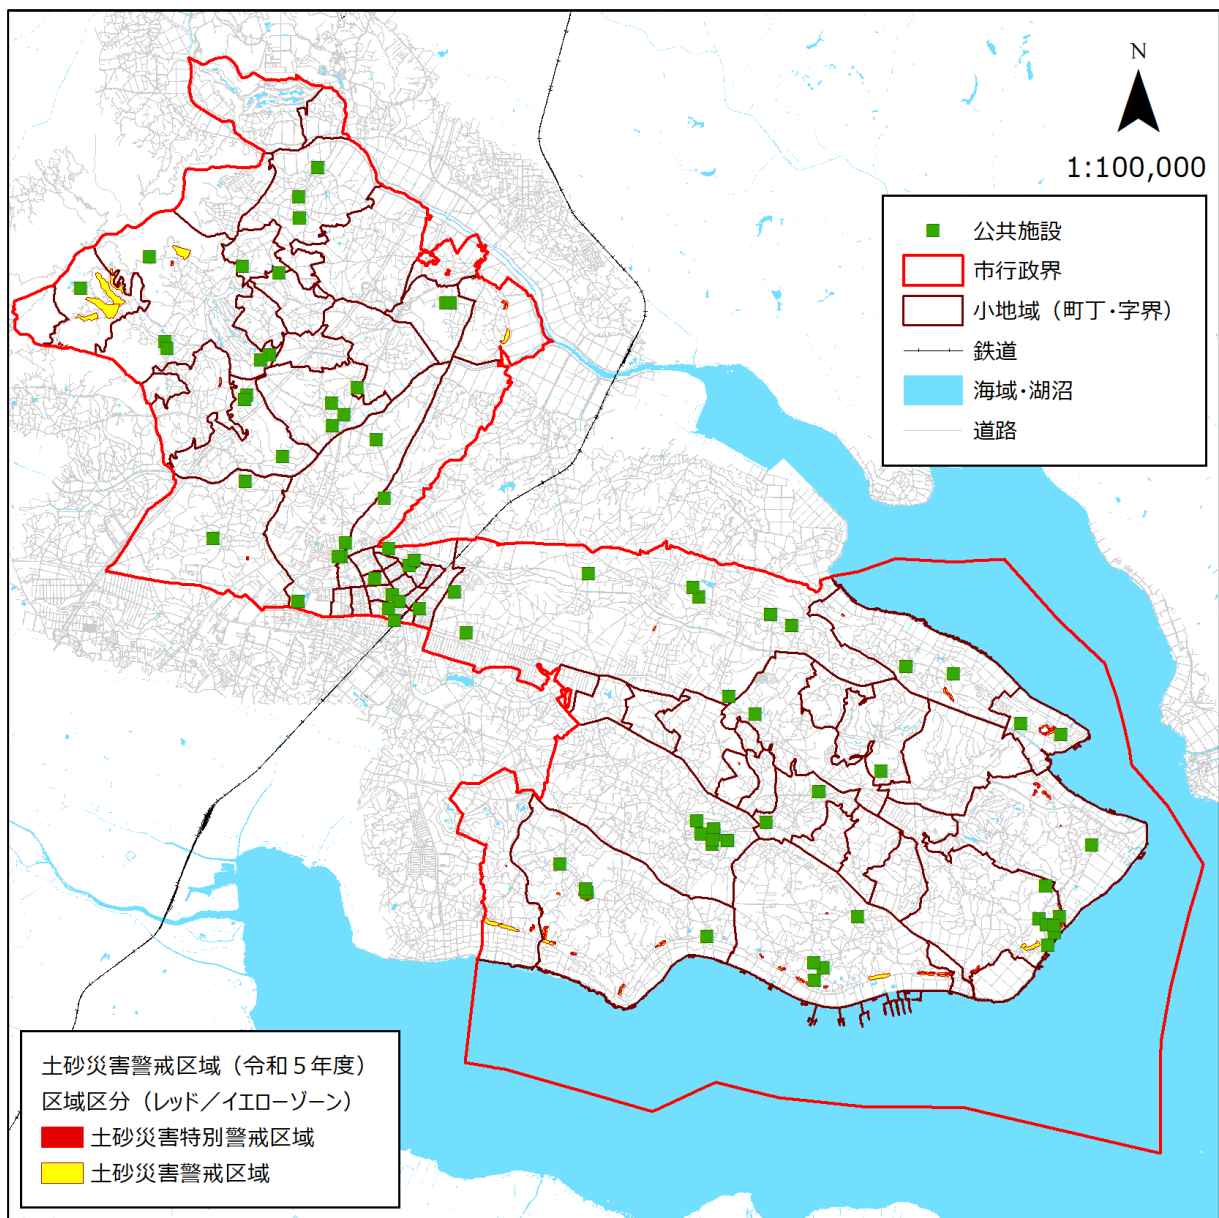 N
1:100,000
公共施設
市行政界
小地域（町丁・字界）
鉄道
海域・湖沼
道路
土砂災害警戒区域（令和５年度）
区域区分（レッド／イエローゾーン）
土砂災害特別警戒区域
土砂災害警戒区域